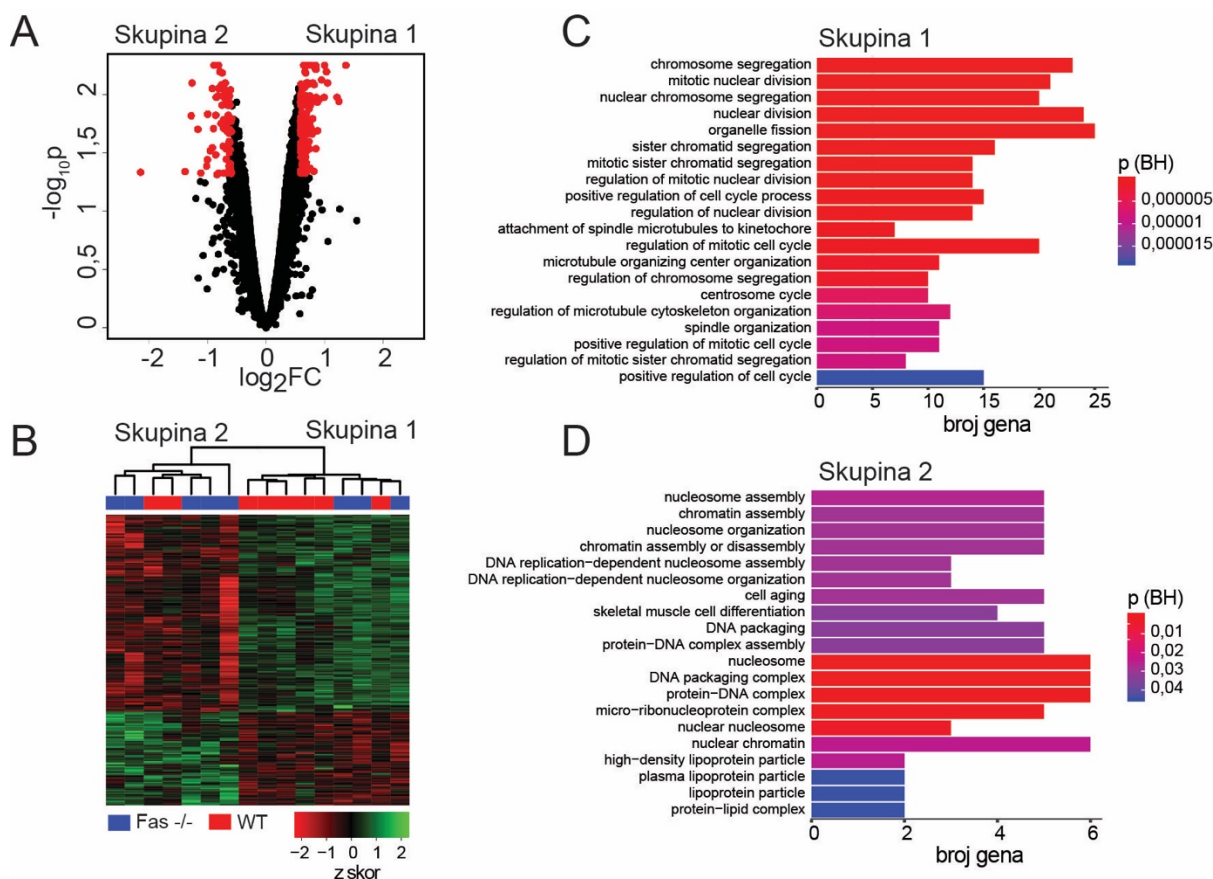 A
Skupina 2 Skupina 1
2
1,5
1
0,5
0
-log10p
-2 -1 0 1 2
log2FC
B
Skupina 2 Skupina 1
Fas -/- WT
-2 -1 0 1 2
z skor
C
Skupina 1
chromosome segregation
mitotic nuclear division
nuclear chromosome segregation
nuclear division
organelle fission
sister chromatid segregation
mitotic sister chromatid segregation
regulation of mitotic nuclear division
positive regulation of cell cycle process
regulation of nuclear division
attachment of spindle microtubules to kinetochore
regulation of mitotic cell cycle
microtubule organizing center organization
regulation of chromosome segregation
centrosome cycle
regulation of microtubule cytoskeleton organization
spindle organization
positive regulation of mitotic cell cycle
regulation of mitotic sister chromatid segregation
positive regulation of cell cycle
0 5 10 15 20 25
broj gena
p (BH)
0,000005
0,00001
0,000015
D
Skupina 2
nucleosome assembly
chromatin assembly
nucleosome organization
chromatin assembly or disassembly
DNA replication-dependent nucleosome assembly
DNA replication-dependent nucleosome organization
cell aging
skeletal muscle cell differentiation
DNA packaging
protein-DNA complex assembly
nucleosome
DNA packaging complex
protein-DNA complex
micro-ribonucleoprotein complex
nuclear nucleosome
nuclear chromatin
high-density lipoprotein particle
plasma lipoprotein particle
lipoprotein particle
protein-lipid complex
0 2 4 6
broj gena
p (BH)
0,01
0,02
0,03
0,04